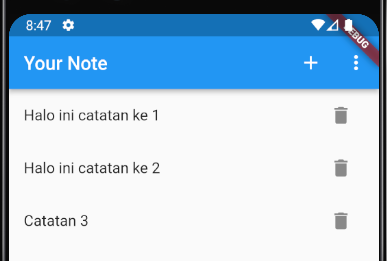 8:47
DEBUG
Your Note
Halo ini catatan ke 1
Halo ini catatan ke 2
Catatan 3